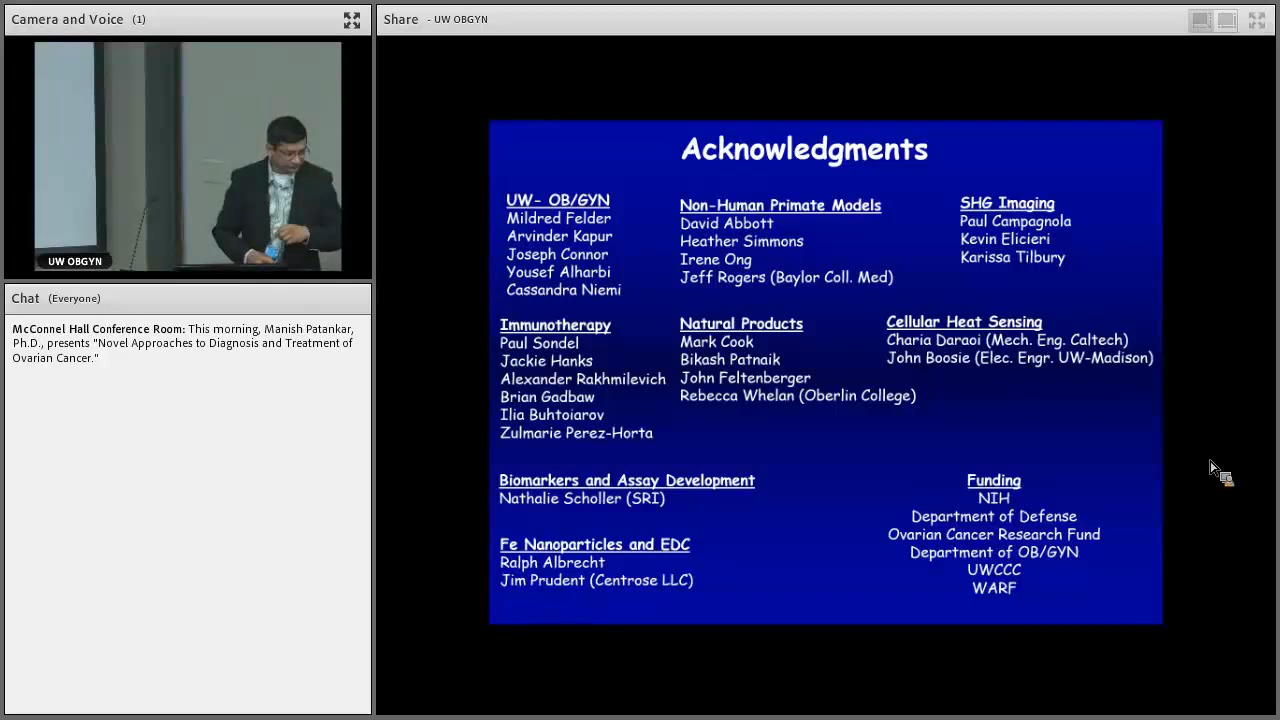 Camera and Voice (1)
UW OBGYN
Chat (Everyone)
McConnel Hall Conference Room: This morning, Manish Patankar,
Ph.D., presents "Novel Approaches to Diagnosis and Treatment of
Ovarian Cancer."
Share - UW OBGYN
Acknowledgments
UW- OB/GYN
Mildred Felder
Arvinder Kapur
Joseph Connor
Yousef Alharbi
Cassandra Niemi
Non-Human Primate Models
David Abbott
Heather Simmons
Irene Ong
Jeff Rogers (Baylor Coll. Med)
SHG Imaging
Paul Campagnola
Kevin Elicieri
Karissa Tilbury
Immunotherapy
Paul Sondel
Jackie Hanks
Alexander Rakhmilevich
Brian Gadbaw
Ilia Buhtoiarov
Zulmarie Perez-Horta
Natural Products
Mark Cook
Bikash Patnaik
John Feltenberger
Rebecca Whelan (Oberlin College)
Cellular Heat Sensing
Charia Daraoi (Mech. Eng. Caltech)
John Boosie (Elec. Engr. UW-Madison)
Biomarkers and Assay Development
Nathalie Scholler (SRI)
Fe Nanoparticles and EDC
Ralph Albrecht
Jim Prudent (Centrose LLC)
Funding
NIH
Department of Defense
Ovarian Cancer Research Fund
Department of OB/GYN
UWCCC
WARF